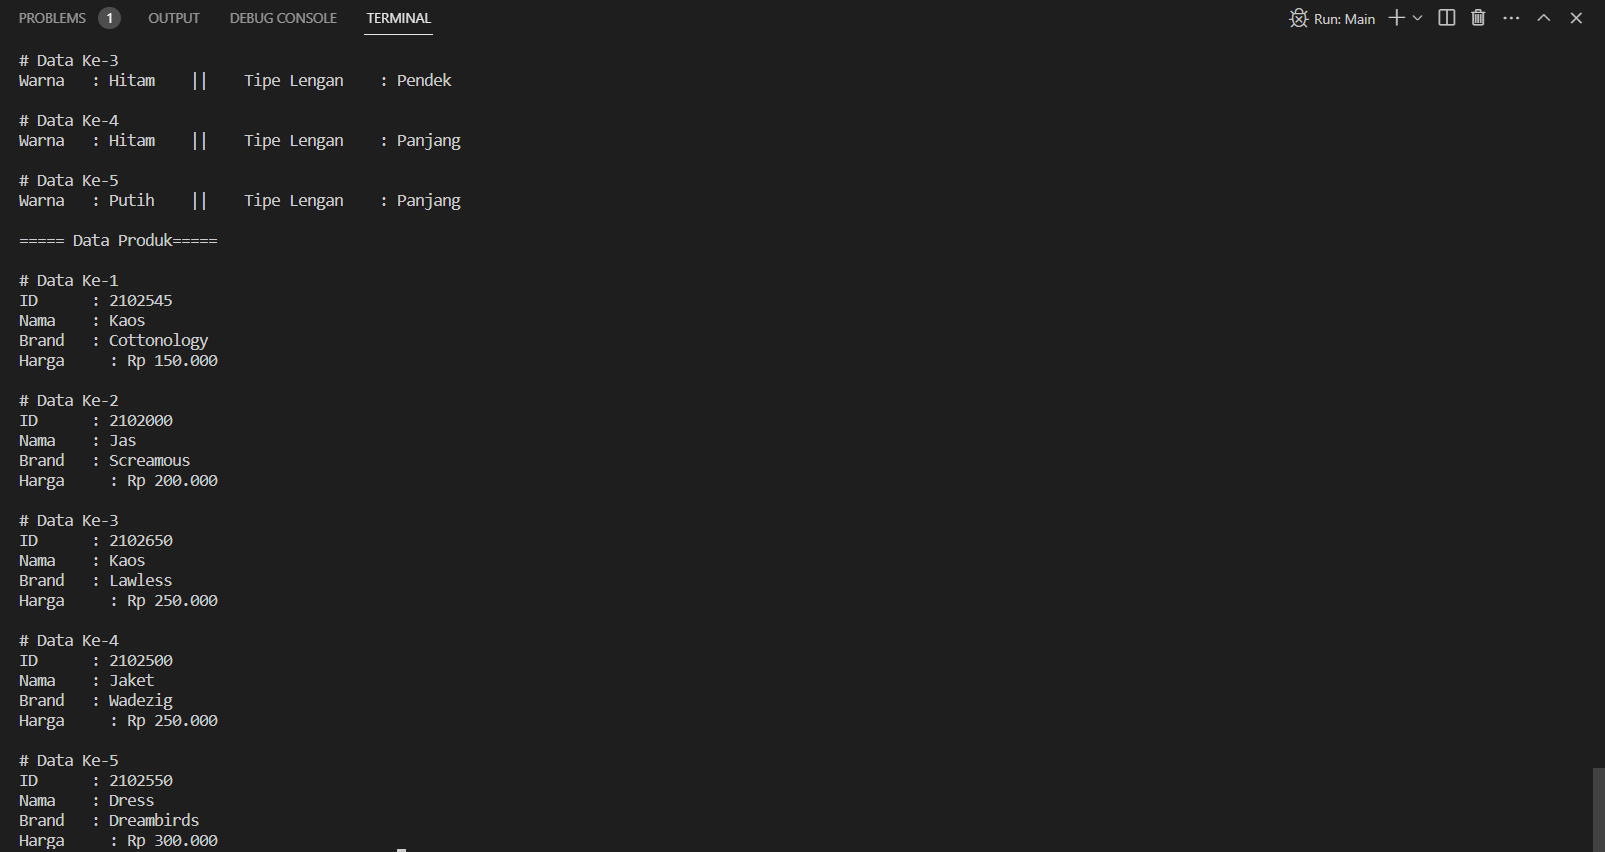 PROBLEMS 1 OUTPUT DEBUG CONSOLE TERMINAL Run: Main
# Data Ke-3
Warna : Hitam || Tipe Lengan : Pendek
# Data Ke-4
Warna : Hitam || Tipe Lengan : Panjang
# Data Ke-5
Warna : Putih || Tipe Lengan : Panjang
===== Data Produk=====
# Data Ke-1
ID : 2102545
Nama : Kaos
Brand : Cottonology
Harga : Rp 150.000
# Data Ke-2
ID : 2102000
Nama : Jas
Brand : Screamous
Harga : Rp 200.000
# Data Ke-3
ID : 2102650
Nama : Kaos
Brand : Lawless
Harga : Rp 250.000
# Data Ke-4
ID : 2102500
Nama : Jaket
Brand : Wadezig
Harga : Rp 250.000
# Data Ke-5
ID : 2102550
Nama : Dress
Brand : Dreambirds
Harga : Rp 300.000